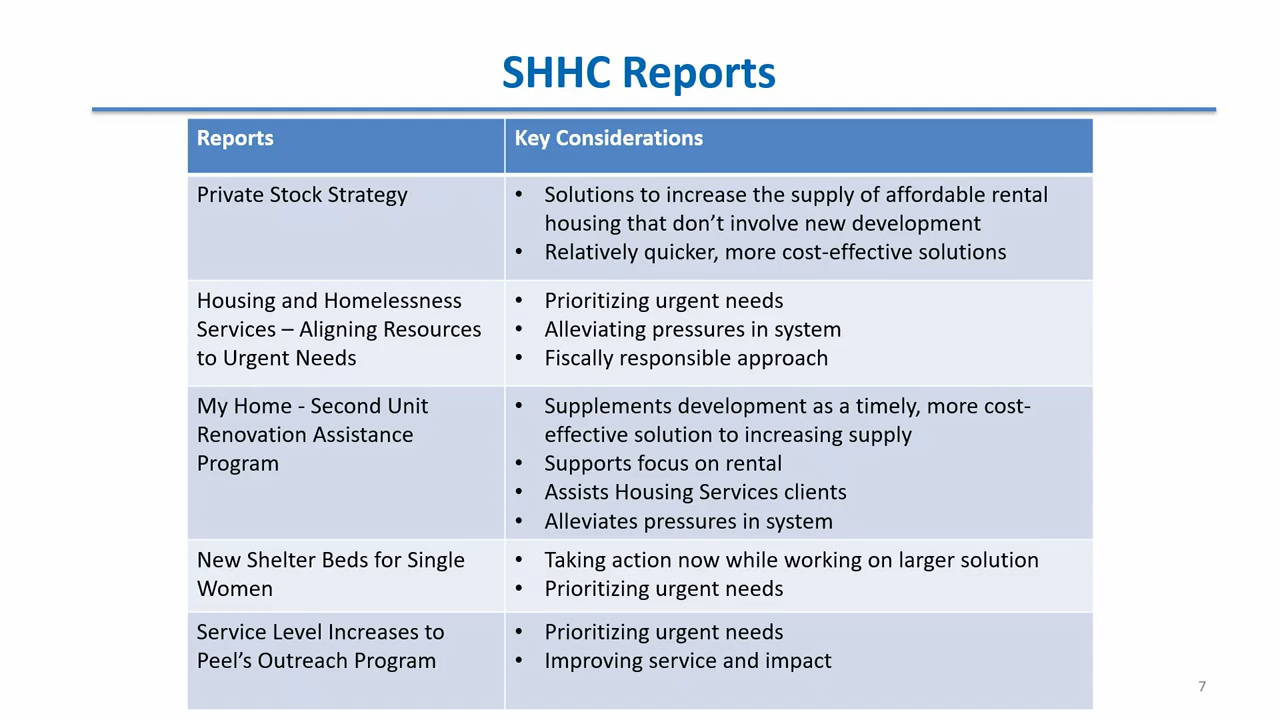 SHHC Reports
Reports
Key Considerations
Private Stock Strategy
• Solutions to increase the supply of affordable rental
housing that don’t involve new development
• Relatively quicker, more cost-effective solutions
Housing and Homelessness
Services – Aligning Resources
to Urgent Needs
• Prioritizing urgent needs
• Alleviating pressures in system
• Fiscally responsible approach
My Home - Second Unit
Renovation Assistance
Program
• Supplements development as a timely, more cost-
effective solution to increasing supply
• Supports focus on rental
• Assists Housing Services clients
• Alleviates pressures in system
New Shelter Beds for Single
Women
• Taking action now while working on larger solution
• Prioritizing urgent needs
Service Level Increases to
Peel’s Outreach Program
• Prioritizing urgent needs
• Improving service and impact
7